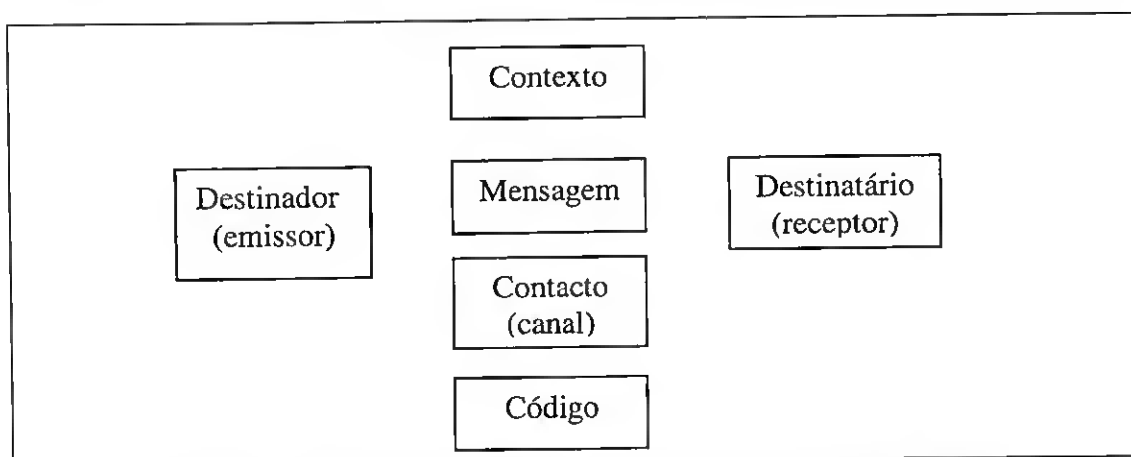 Contexto
Destinador
(emissor)
Mensagem
Destinatário
(receptor)
Contacto
(canal)
Código